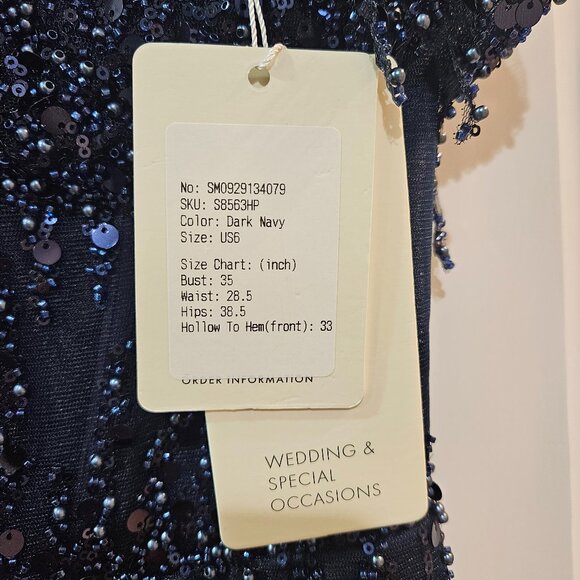 No: SM0929134079
SKU: S8563HP
Color: Dark Navy
Size: US6
Size Chart: (inch)
Bust: 35
Waist: 28.5
Hips: 38.5
Hollow To Hem(front): 33
ORDER INFORMATION
WEDDING &
SPECIAL
OCCASIONS